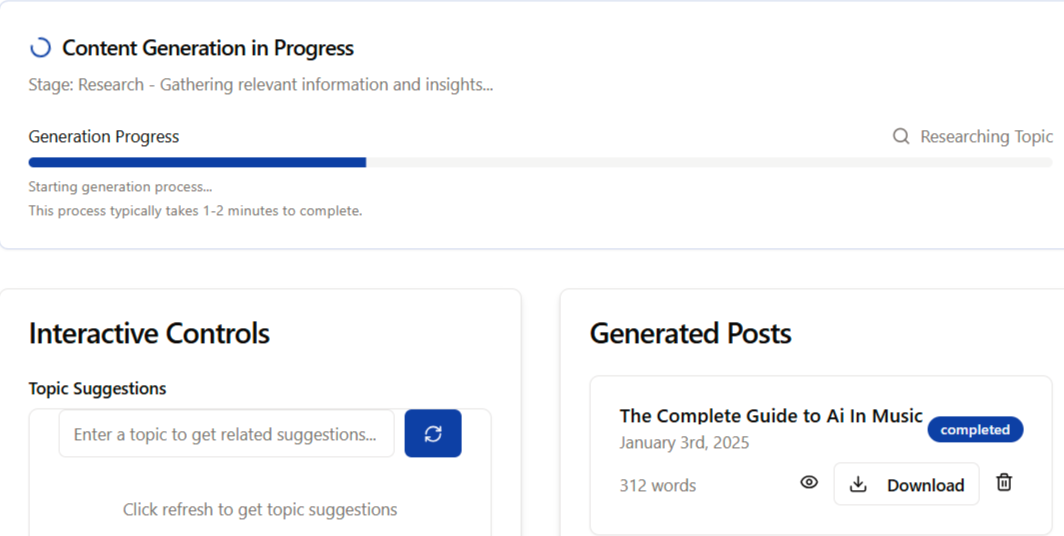 Content Generation in Progress
Stage: Research - Gathering relevant information and insights...
Generation Progress
Researching Topic
Starting generation process...
This process typically takes 1-2 minutes to complete.
Interactive Controls
Topic Suggestions
Enter a topic to get related suggestions...
Click refresh to get topic suggestions
Generated Posts
The Complete Guide to Ai In Music
completed
January 3rd, 2025
312 words
Download